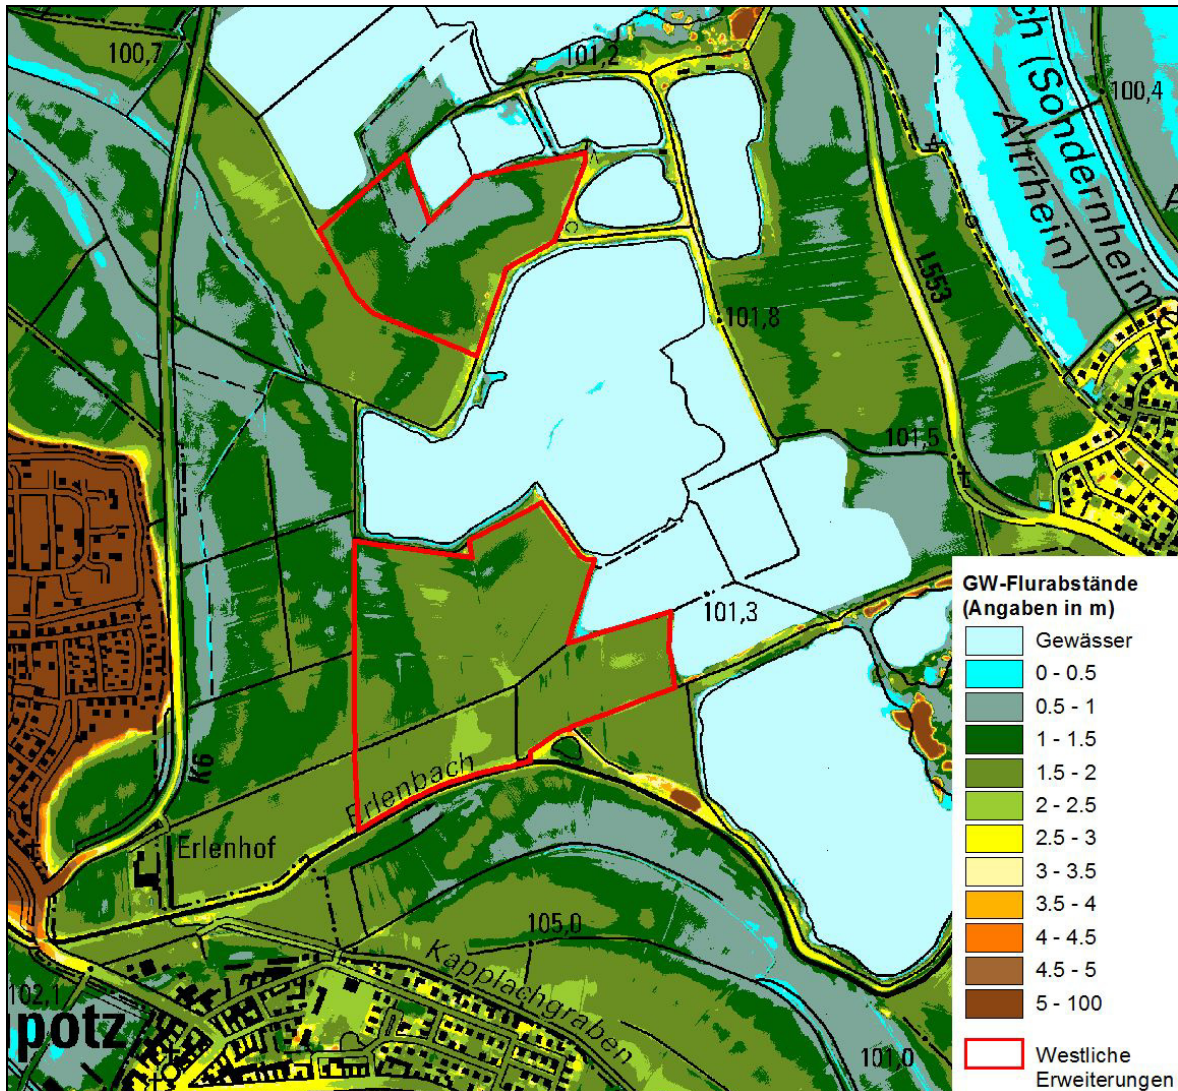 100,7
101,2
100,4
ch (Sondernheim
Altrhein)
L553
101,8
101,5
101,3
K6
Erlenbach
Erlenhof
105,0
Kapplachgraben
102,1
potz
101,0
GW-Flurabstände
(Angaben in m)
Gewässer
0 - 0.5
0.5 - 1
1 - 1.5
1.5 - 2
2 - 2.5
2.5 - 3
3 - 3.5
3.5 - 4
4 - 4.5
4.5 - 5
5 - 100
Westliche
Erweiterungen